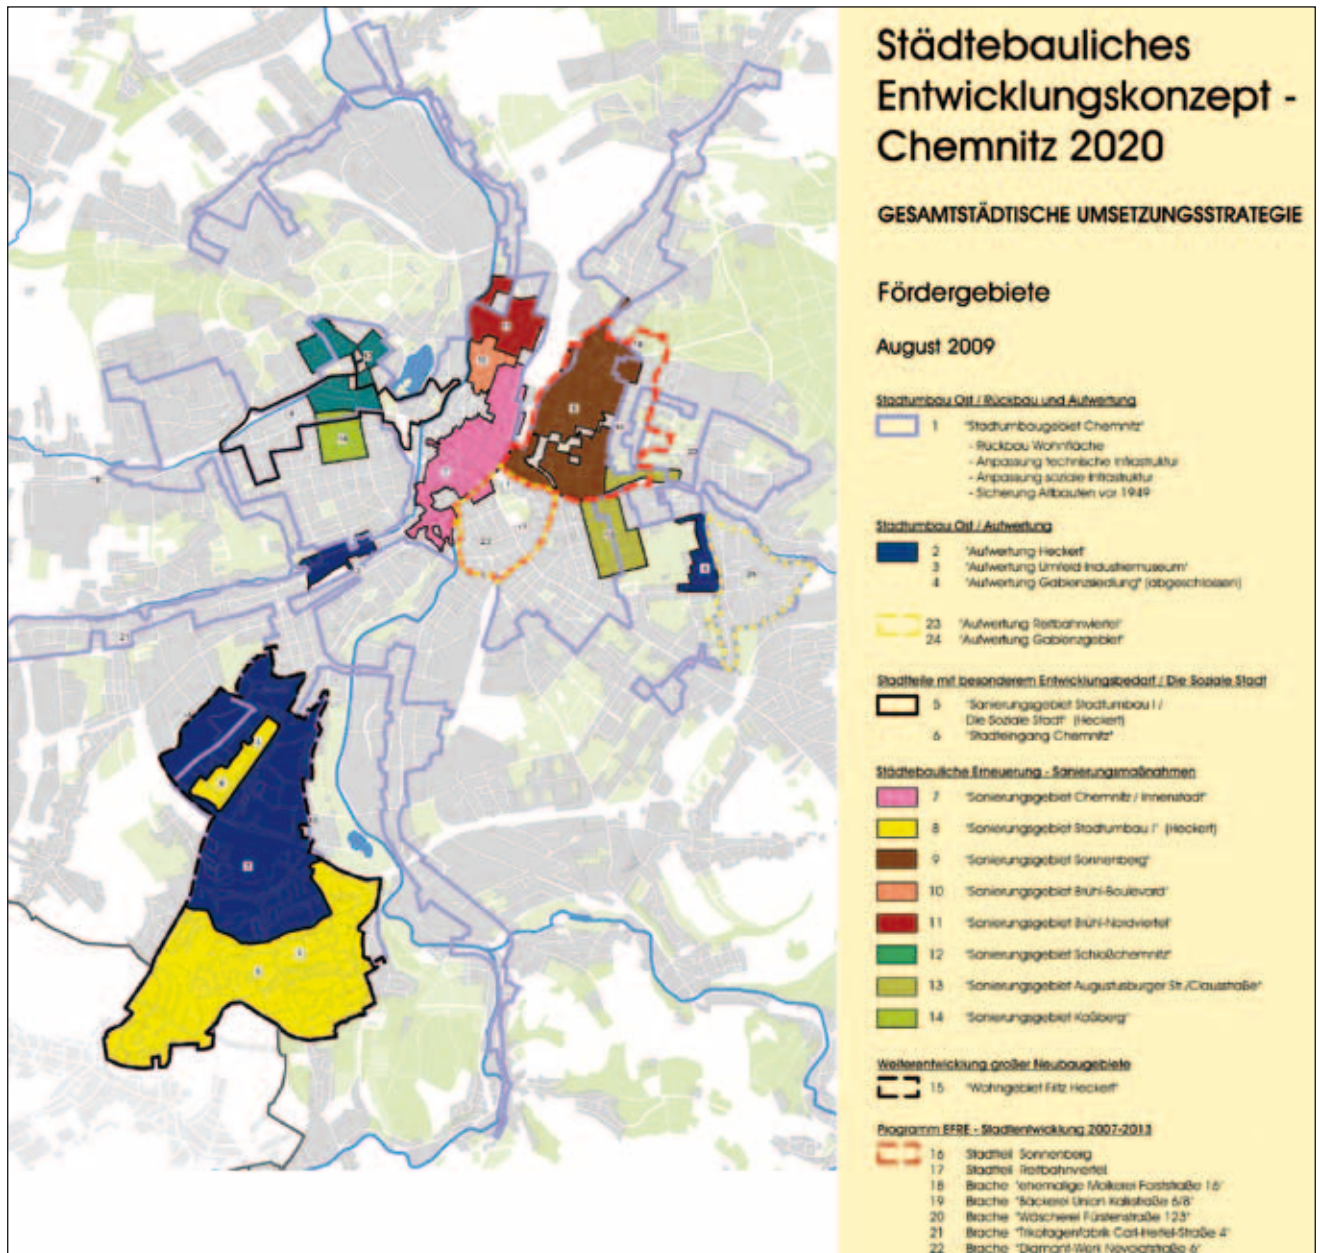 Städtebauliches
Entwicklungskonzept -
Chemnitz 2020
GESAMTSTÄDTISCHE UMSETZUNGSSTRATEGIE
Fördergebiete
August 2009
Stadtumbau Ost / Rückbau und Aufwertung
1 "Stadtumbaugebiet Chemnitz"
- Rückbau Wohnfläche
- Anpassung technische Infrastruktur
- Anpassung soziale Infrastruktur
- Sicherung Altbauten vor 1949
Stadtumbau Ost / Aufwertung
2 "Aufwertung Heckert"
3 "Aufwertung Umfeld Industriemuseum"
4 "Aufwertung Gablenzsiedlung" (abgeschlossen)
23 "Aufwertung Reitbahnviertel"
24 "Aufwertung Gablenzgebiet"
Stadtteile mit besonderem Entwicklungsbedarf / Die Soziale Stadt
5 "Sanierungsgebiet Stadtumbau I /
Die Soziale Stadt" (Heckert)
6 "Stadteingang Chemnitz"
Städtebauliche Erneuerung - Sanierungsmaßnahmen
7 "Sanierungsgebiet Chemnitz / Innenstadt"
8 "Sanierungsgebiet Stadtumbau I" (Heckert)
9 "Sanierungsgebiet Sonnenberg"
10 "Sanierungsgebiet Brühl-Boulevard"
11 "Sanierungsgebiet Brühl-Nordviertel"
12 "Sanierungsgebiet Schloßchemnitz"
13 "Sanierungsgebiet Augustusburger Str./Clausstraße"
14 "Sanierungsgebiet Kaßberg"
Weiterentwicklung großer Neubaugebiete
15 "Wohngebiet Fritz Heckert"
Programm EFRE - Stadtentwicklung 2007-2013
16 Stadtteil Sonnenberg
17 Stadtteil Reitbahnviertel
18 Brache "ehemalige Molkerei Forststraße 16"
19 Brache "Bäckerei Union Kalkstraße 6/8"
20 Brache "Wäscherei Fürstenstraße 123"
21 Brache "Trikotagenfabrik Carl-Hertel-Straße 4"
22 Brache "Diamant-Werk Nevoigtstraße 6"